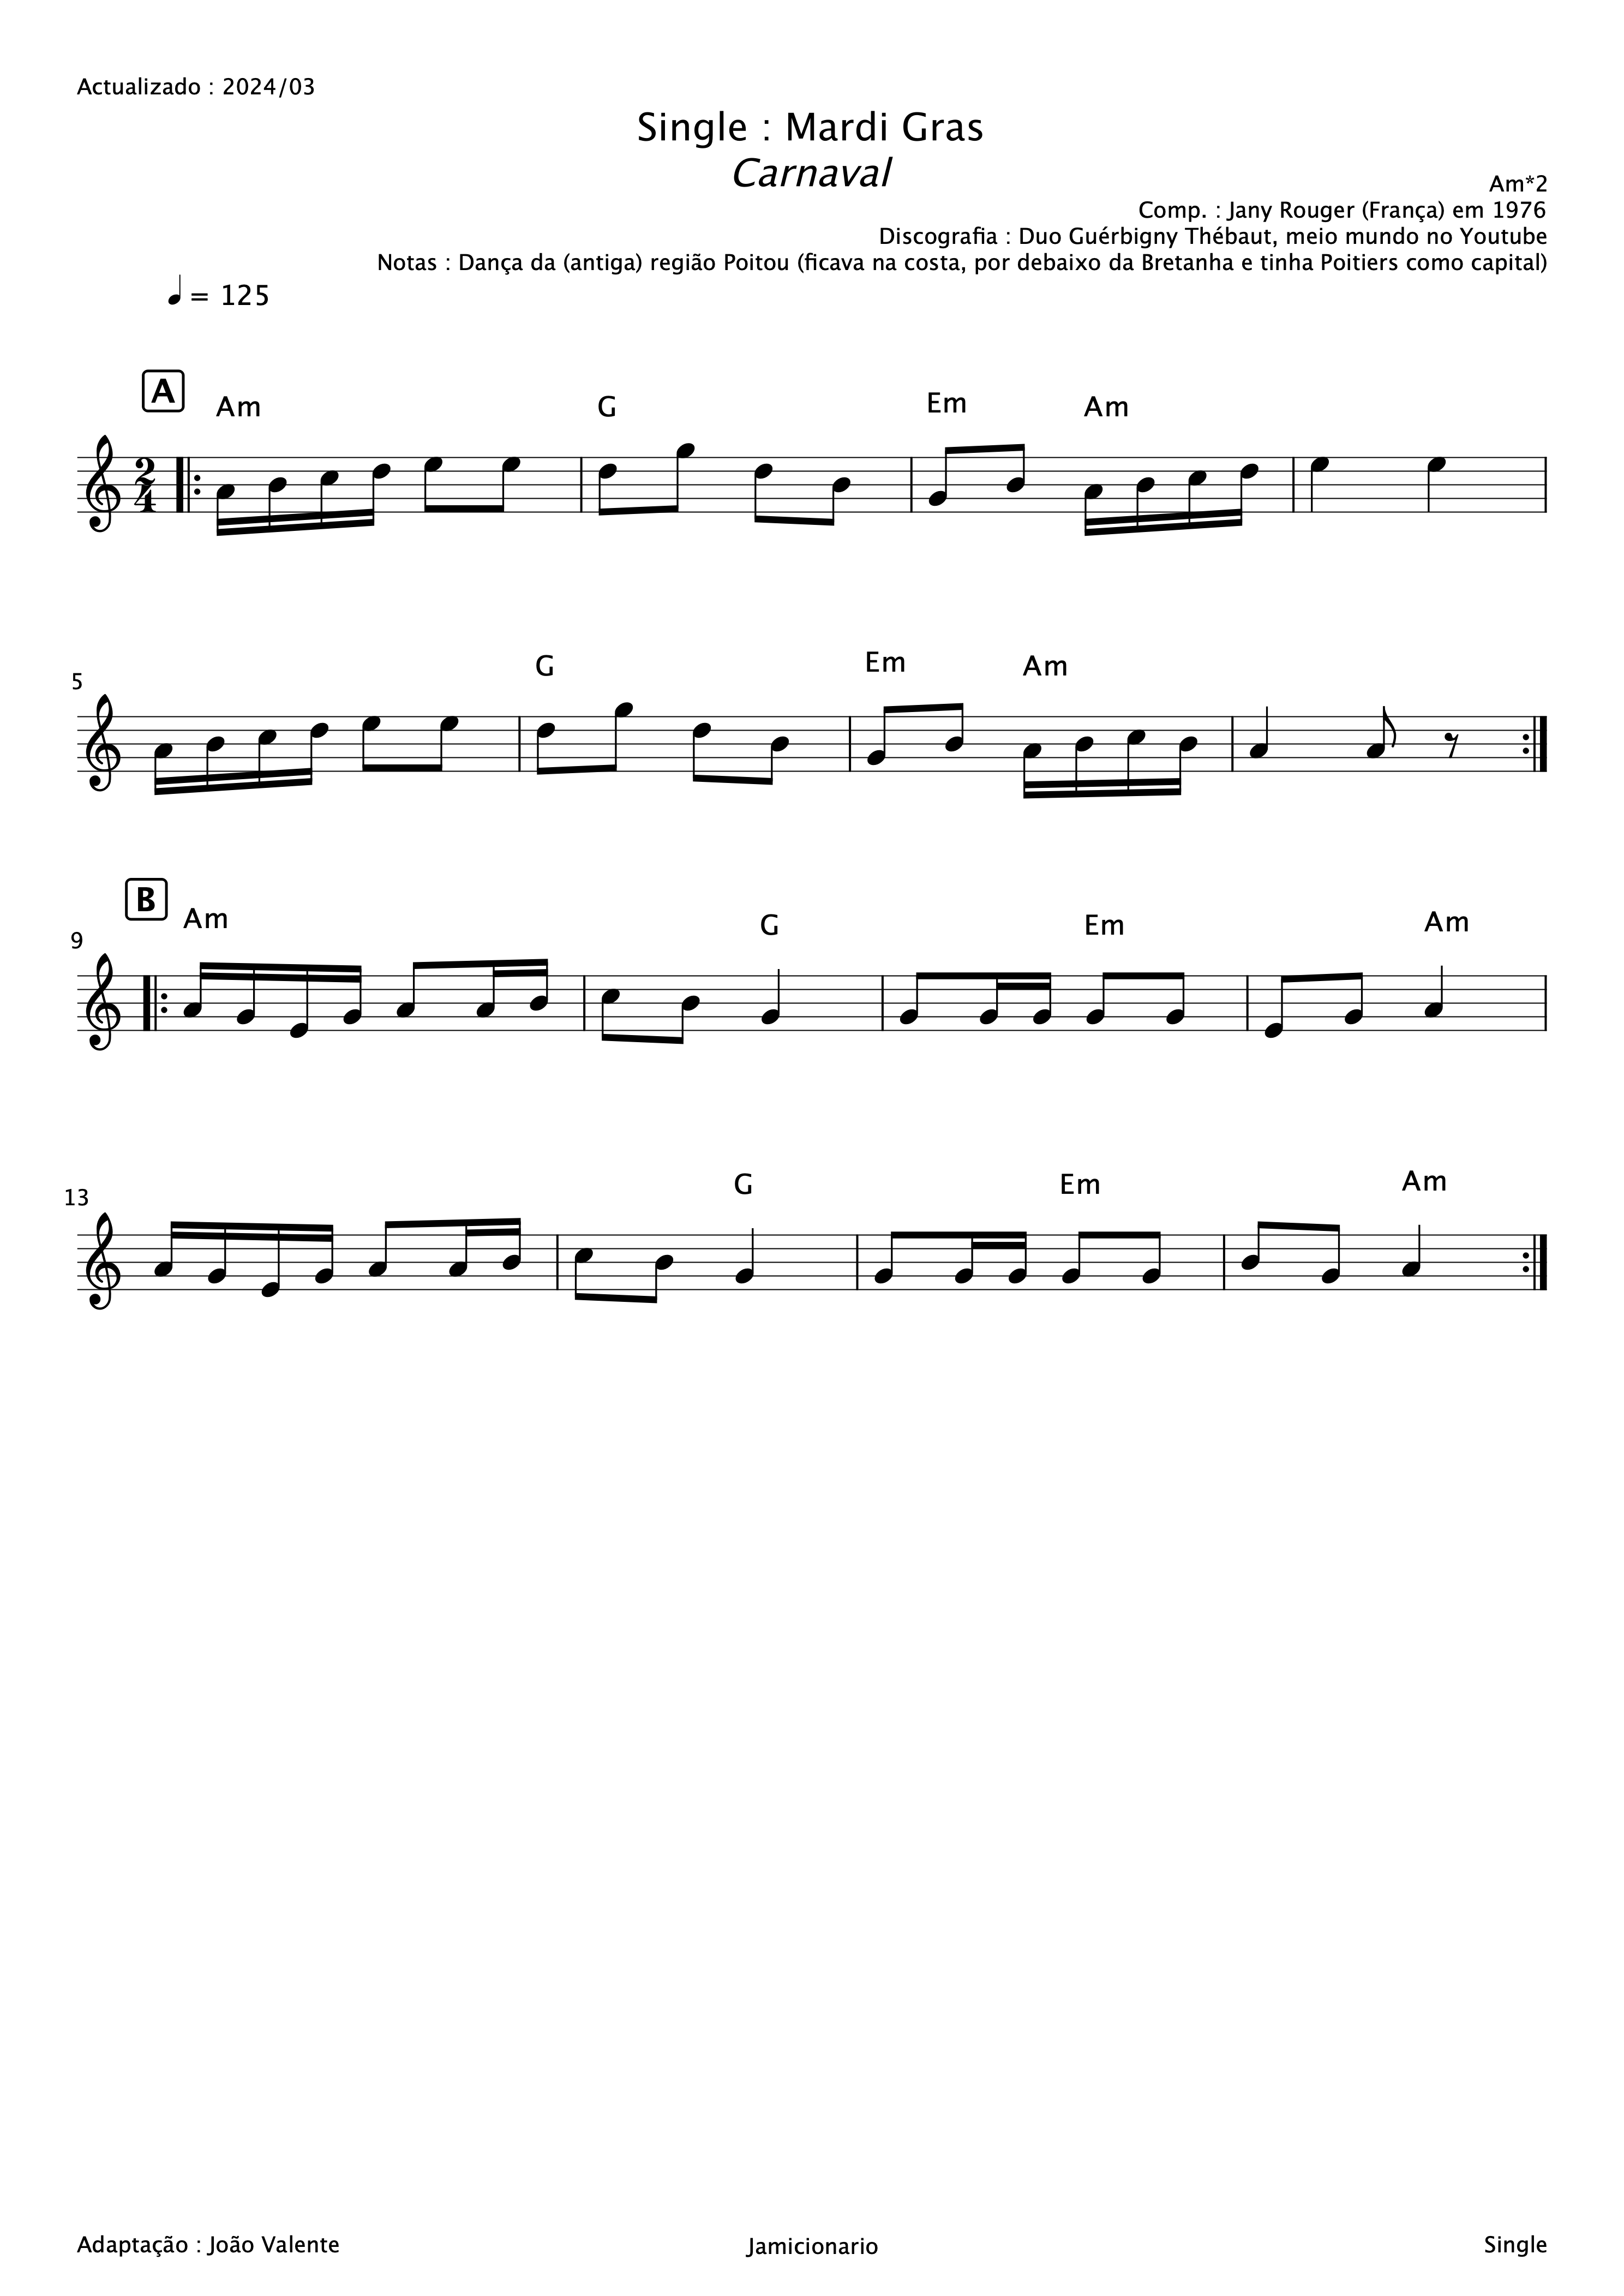 Actualizado : 2024/03
Single : Mardi Gras
Carnaval
Am*2
Comp. : Jany Rouger (França) em 1976
Discografia : Duo Guérbigny Thébaut, meio mundo no Youtube
Notas : Dança da (antiga) região Poitou (ficava na costa, por debaixo da Bretanha e tinha Poitiers como capital)
= 125
A
Am G Em Am
2
4
5
G Em Am
B
Am G Em Am
9
13
G Em Am
Adaptação : João Valente Jamicionario Single